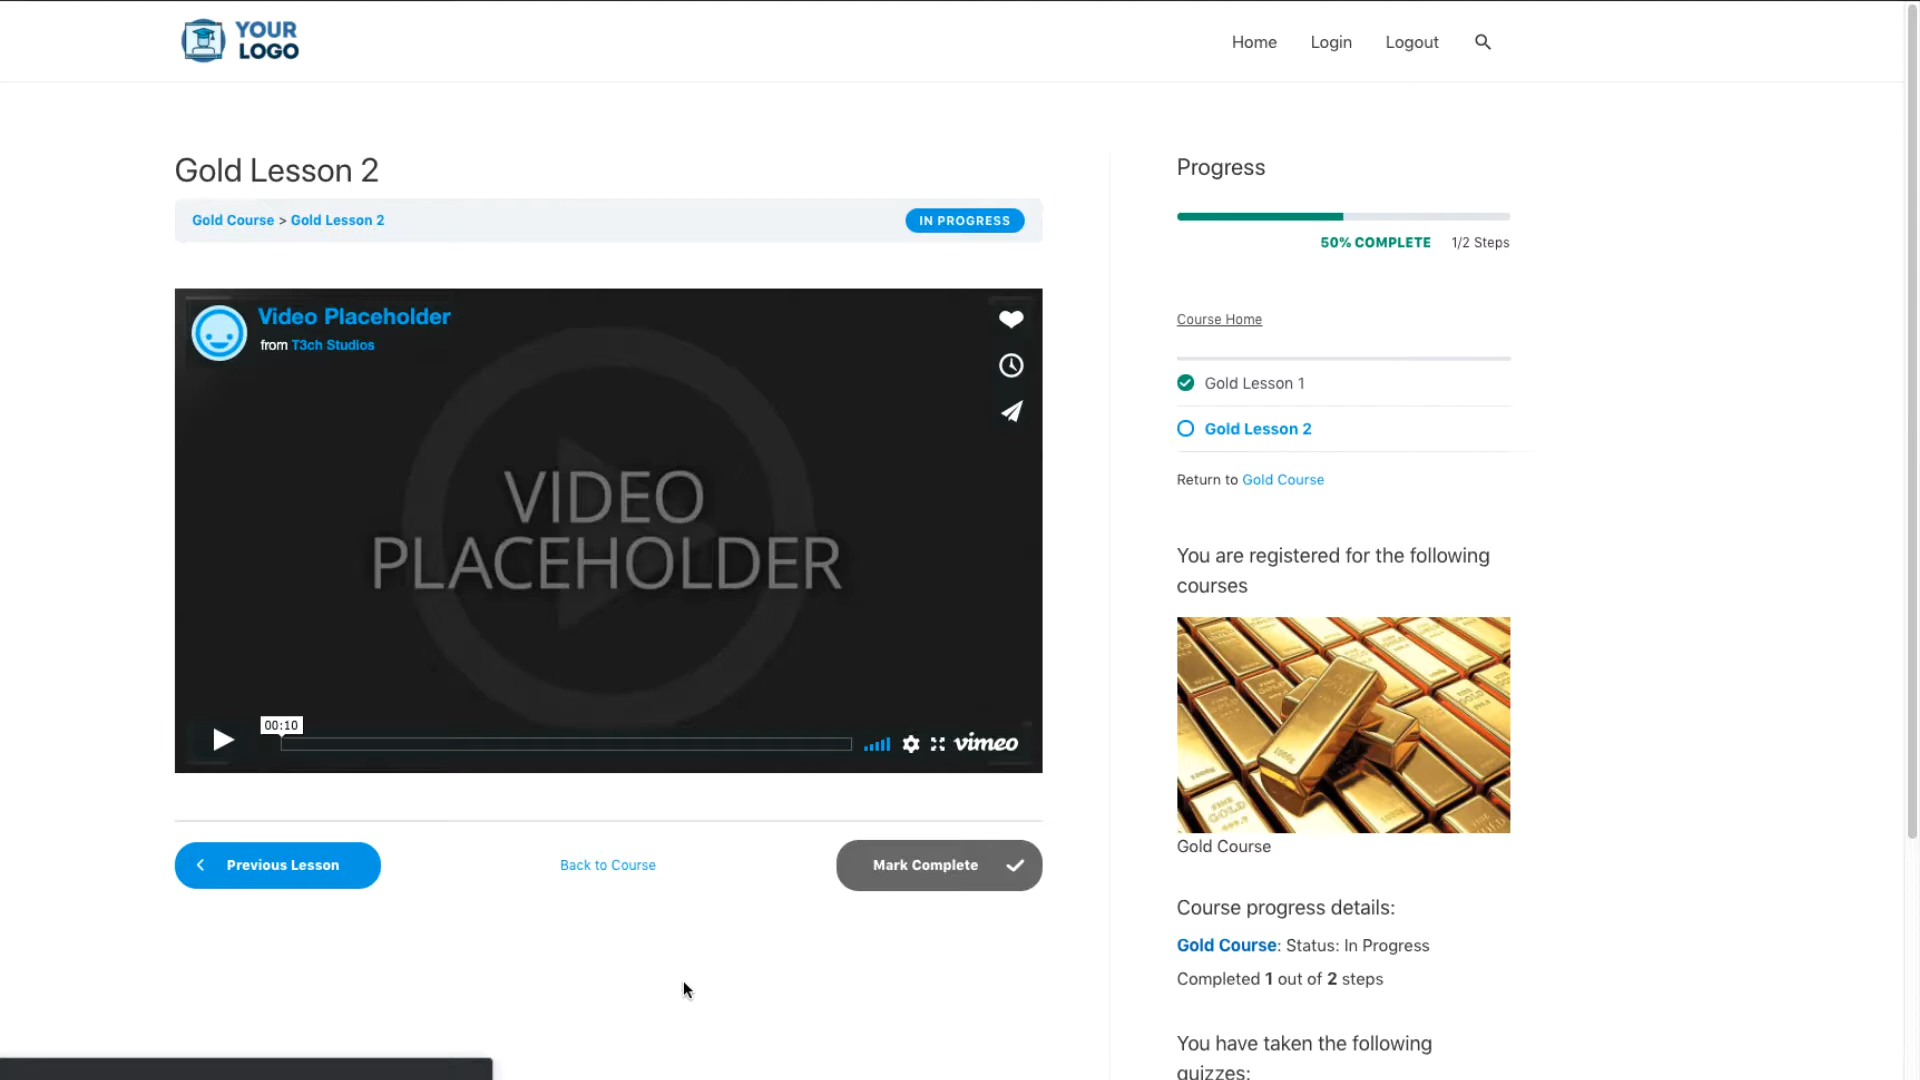 YOUR
LOGO
Home
Login
Logout
Gold Lesson 2
Gold Course > Gold Lesson 2
IN PROGRESS
Video Placeholder
from T3ch Studios
VIDEO
PLACEHOLDER
00:10
vimeo
Previous Lesson
Back to Course
Mark Complete
Progress
50% COMPLETE
1/2 Steps
Course Home
Gold Lesson 1
Gold Lesson 2
Return to Gold Course
You are registered for the following
courses
FINE
GOLD
999.9
Gold Course
Course progress details:
Gold Course: Status: In Progress
Completed 1 out of 2 steps
You have taken the following
quizzes: